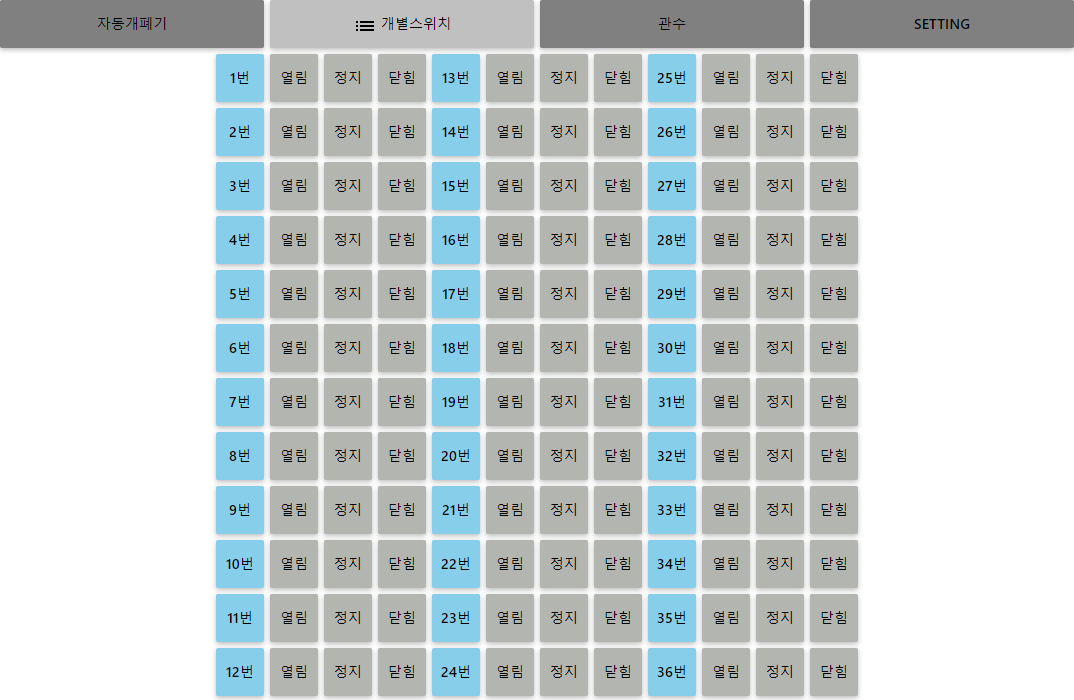 자동개폐기 개별스위치 관수 SETTING
1번 열림 정지 닫힘 13번 열림 정지 닫힘 25번 열림 정지 닫힘
2번 열림 정지 닫힘 14번 열림 정지 닫힘 26번 열림 정지 닫힘
3번 열림 정지 닫힘 15번 열림 정지 닫힘 27번 열림 정지 닫힘
4번 열림 정지 닫힘 16번 열림 정지 닫힘 28번 열림 정지 닫힘
5번 열림 정지 닫힘 17번 열림 정지 닫힘 29번 열림 정지 닫힘
6번 열림 정지 닫힘 18번 열림 정지 닫힘 30번 열림 정지 닫힘
7번 열림 정지 닫힘 19번 열림 정지 닫힘 31번 열림 정지 닫힘
8번 열림 정지 닫힘 20번 열림 정지 닫힘 32번 열림 정지 닫힘
9번 열림 정지 닫힘 21번 열림 정지 닫힘 33번 열림 정지 닫힘
10번 열림 정지 닫힘 22번 열림 정지 닫힘 34번 열림 정지 닫힘
11번 열림 정지 닫힘 23번 열림 정지 닫힘 35번 열림 정지 닫힘
12번 열림 정지 닫힘 24번 열림 정지 닫힘 36번 열림 정지 닫힘